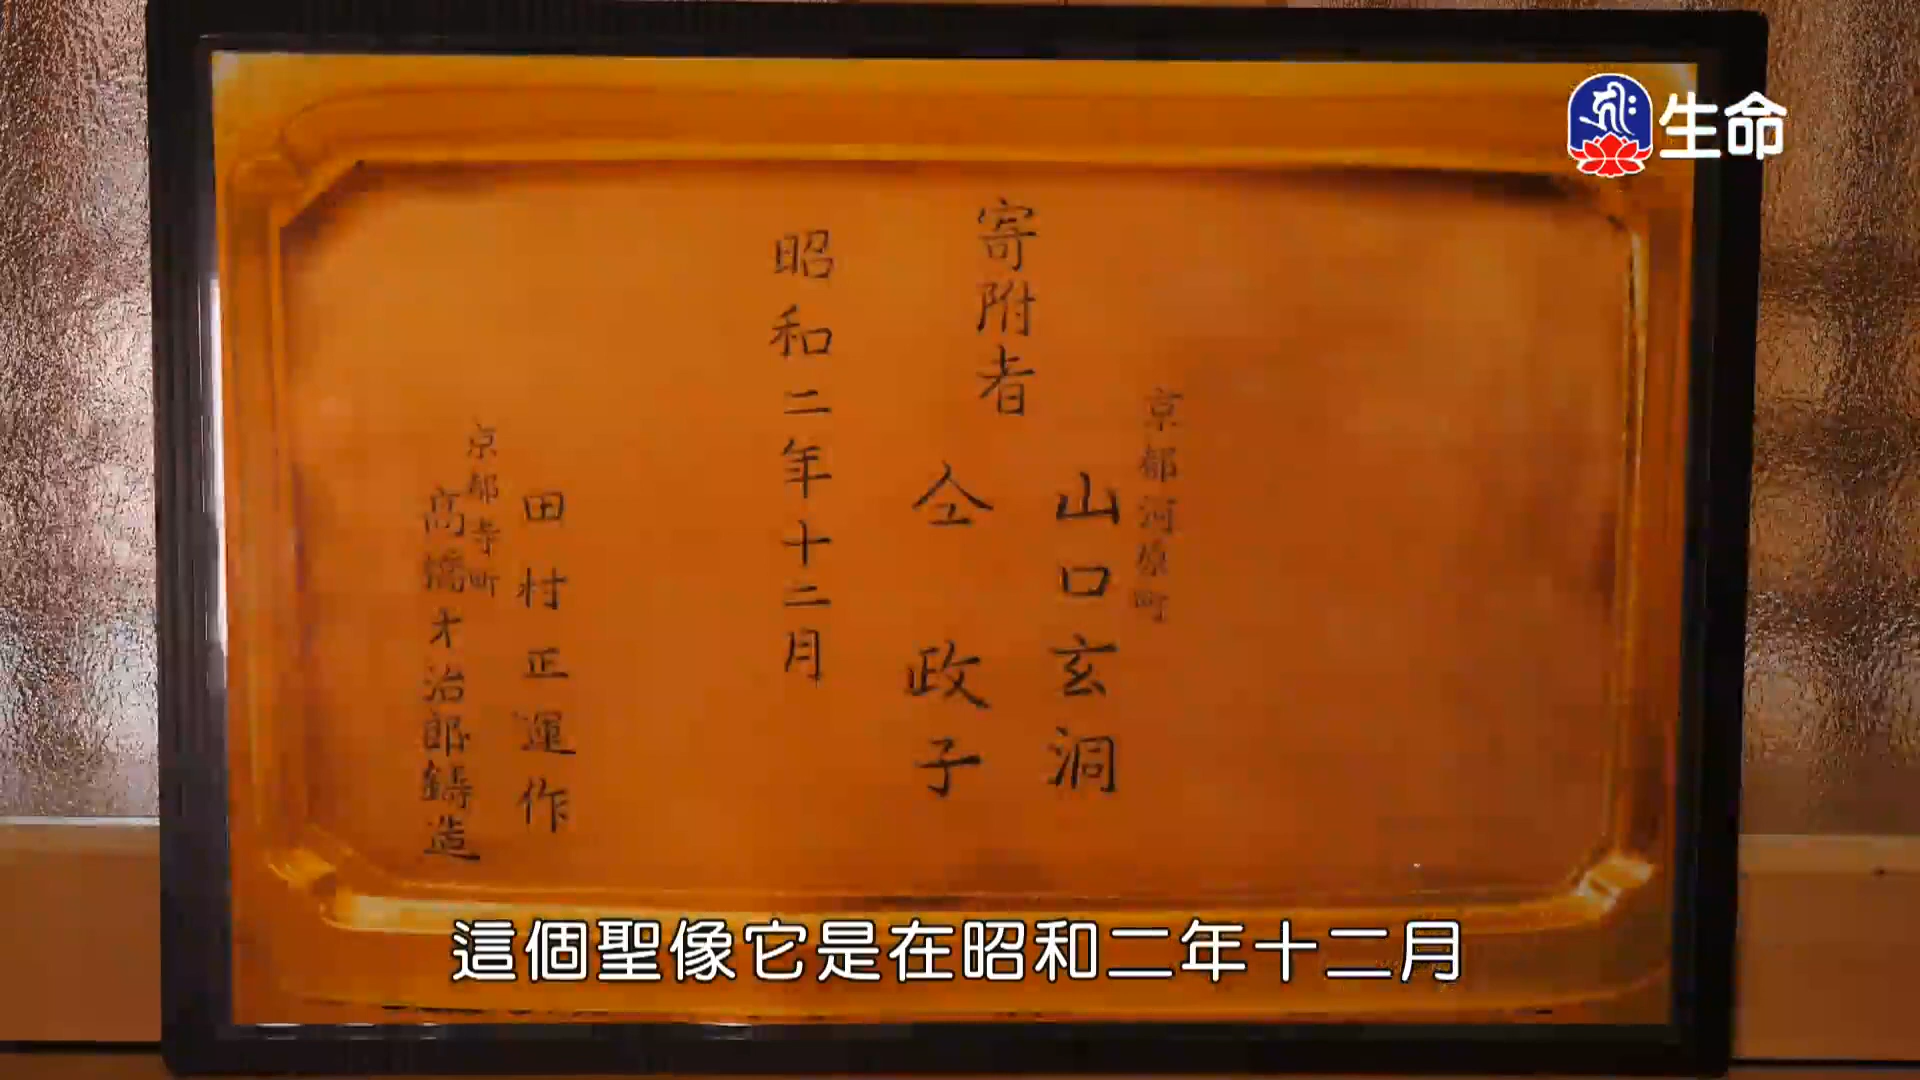 生命
京都河原町
寄附者 山口玄洞
仝 政子
昭和二年十二月
田村正運作
京都寺町
高橋才治郎鑄造
這個聖像它是在昭和二年十二月